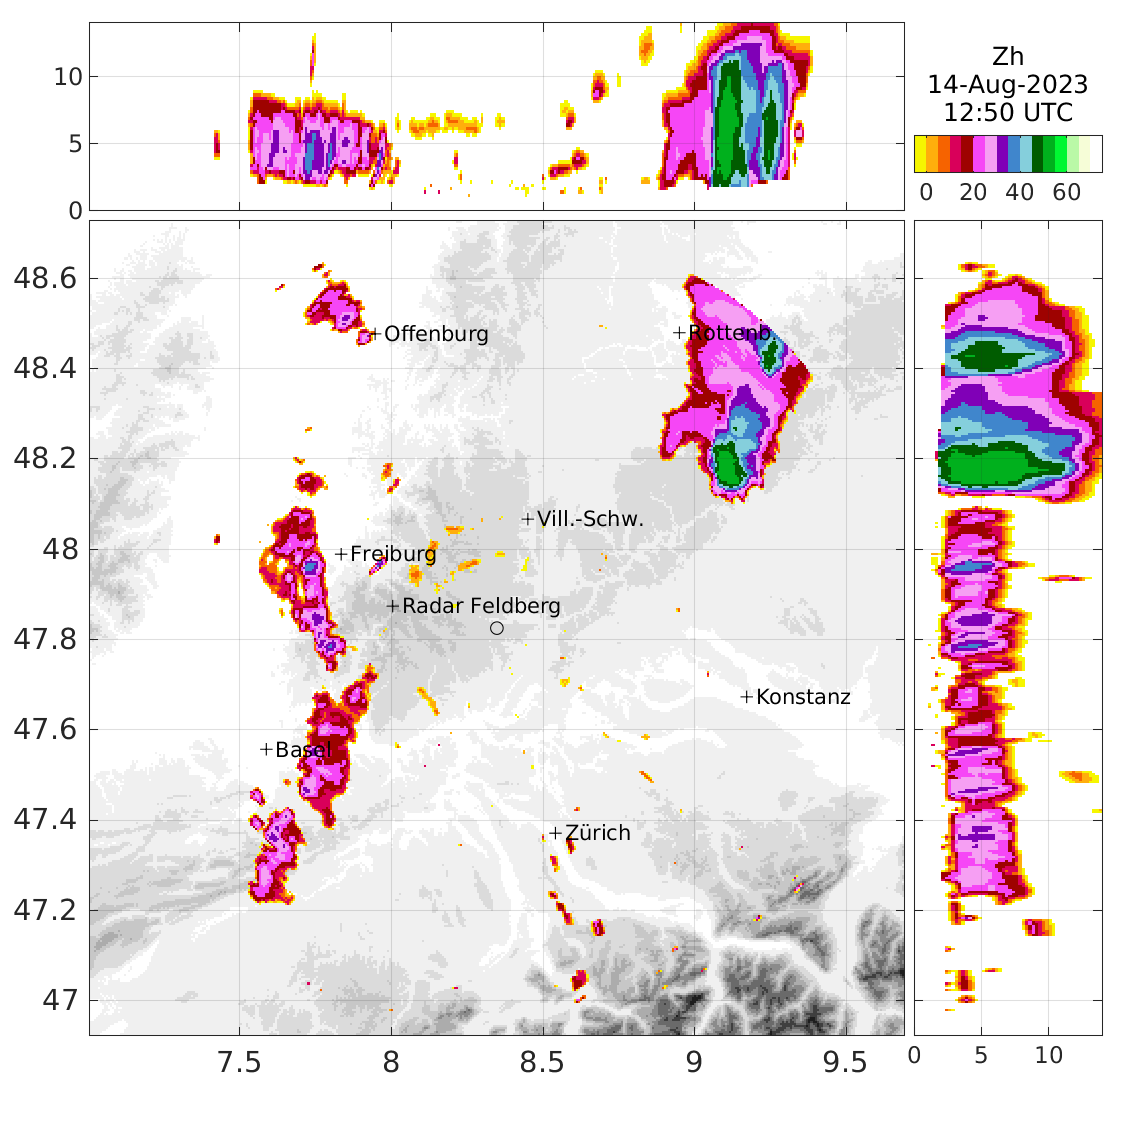 Zh
14-Aug-2023
12:50 UTC
0 20 40 60
10
5
0
48.6
48.4
48.2
48
47.8
47.6
47.4
47.2
47
Offenburg
Rottenb
Vill.-Schw.
Freiburg
Radar Feldberg
Konstanz
Basel
Zürich
7.5 8 8.5 9 9.5
0 5 10